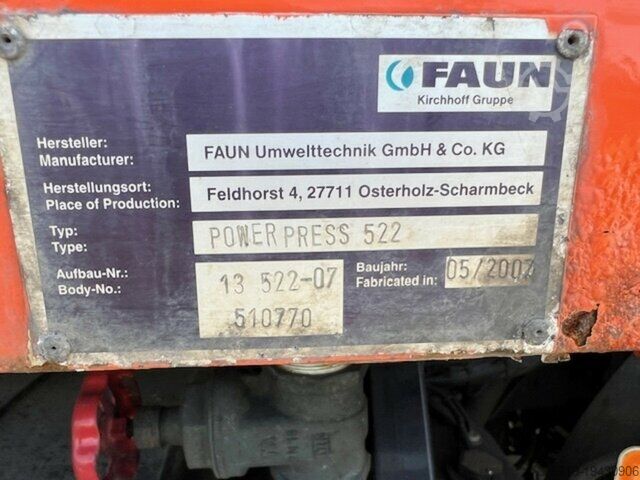 FAUN
Kirchhoff Gruppe
Hersteller:
Manufacturer:
FAUN Umwelttechnik GmbH & Co. KG
Herstellungsort:
Place of Production:
Feldhorst 4, 27711 Osterholz-Scharmbeck
Typ:
Type:
POWER PRESS 522
Aufbau-Nr.:
Body-No.:
13 522-07
510770
Baujahr:
Fabricated in:
05/2007